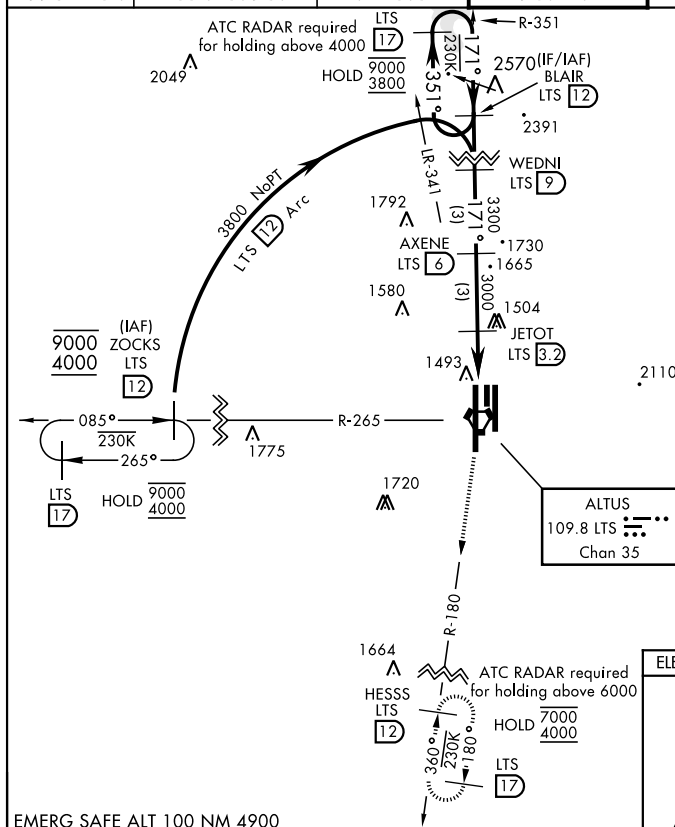 ATC RADAR required
for holding above 4000
LTS
17
R-351
HOLD 9000
3800
230K
171°
351°
2049
2570
(IF/IAF)
BLAIR
LTS 12
2391
LR-341
WEDNI
LTS 9
3800 NoPT
LTS 12 Arc
1792
3300
171°
(3)
AXENE
LTS 6
1730
1665
3000
(3)
1580
1504
JETOT
LTS 3.2
1493
9000
4000
(IAF)
ZOCKS
LTS
12
2110
085°
230K
265°
R-265
1775
LTS
17
HOLD 9000
4000
1720
ALTUS
109.8 LTS
Chan 35
R-180
1664
ATC RADAR required
for holding above 6000
HESSS
LTS
12
HOLD 7000
4000
360°
230K
180°
LTS
17
EMERG SAFE ALT 100 NM 4900